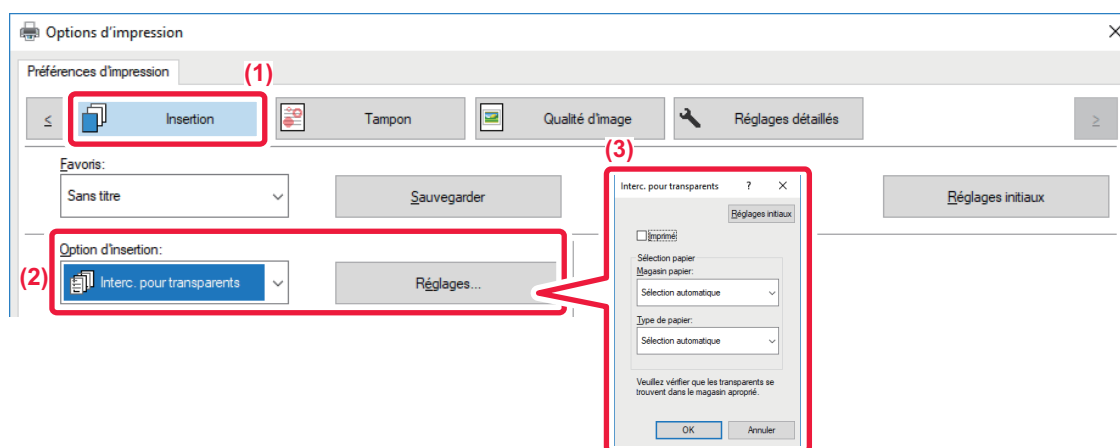 Options d'impression
Préférences d'impression
(1)
<
Insertion
Tampon
Qualité d'image
Réglages détaillés
>
Favoris:
Sans titre
Sauvegarder
Réglages initiaux
(2)
Option d'insertion:
Interc. pour transparents
Réglages...
(3)
Interc. pour transparents ? ×
Réglages initiaux
Imprimé
Sélection papier
Magasin papier:
Sélection automatique
Type de papier:
Sélection automatique
Veuillez vérifier que les transparents se
trouvent dans le magasin aproprié.
OK
Annuler